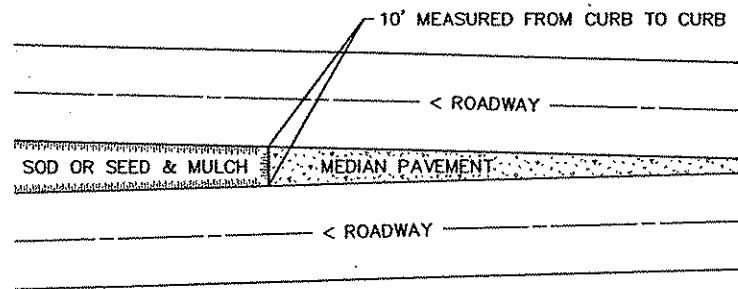 10' MEASURED FROM CURB TO CURB
< ROADWAY
SOD OR SEED & MULCH
MEDIAN PAVEMENT
< ROADWAY